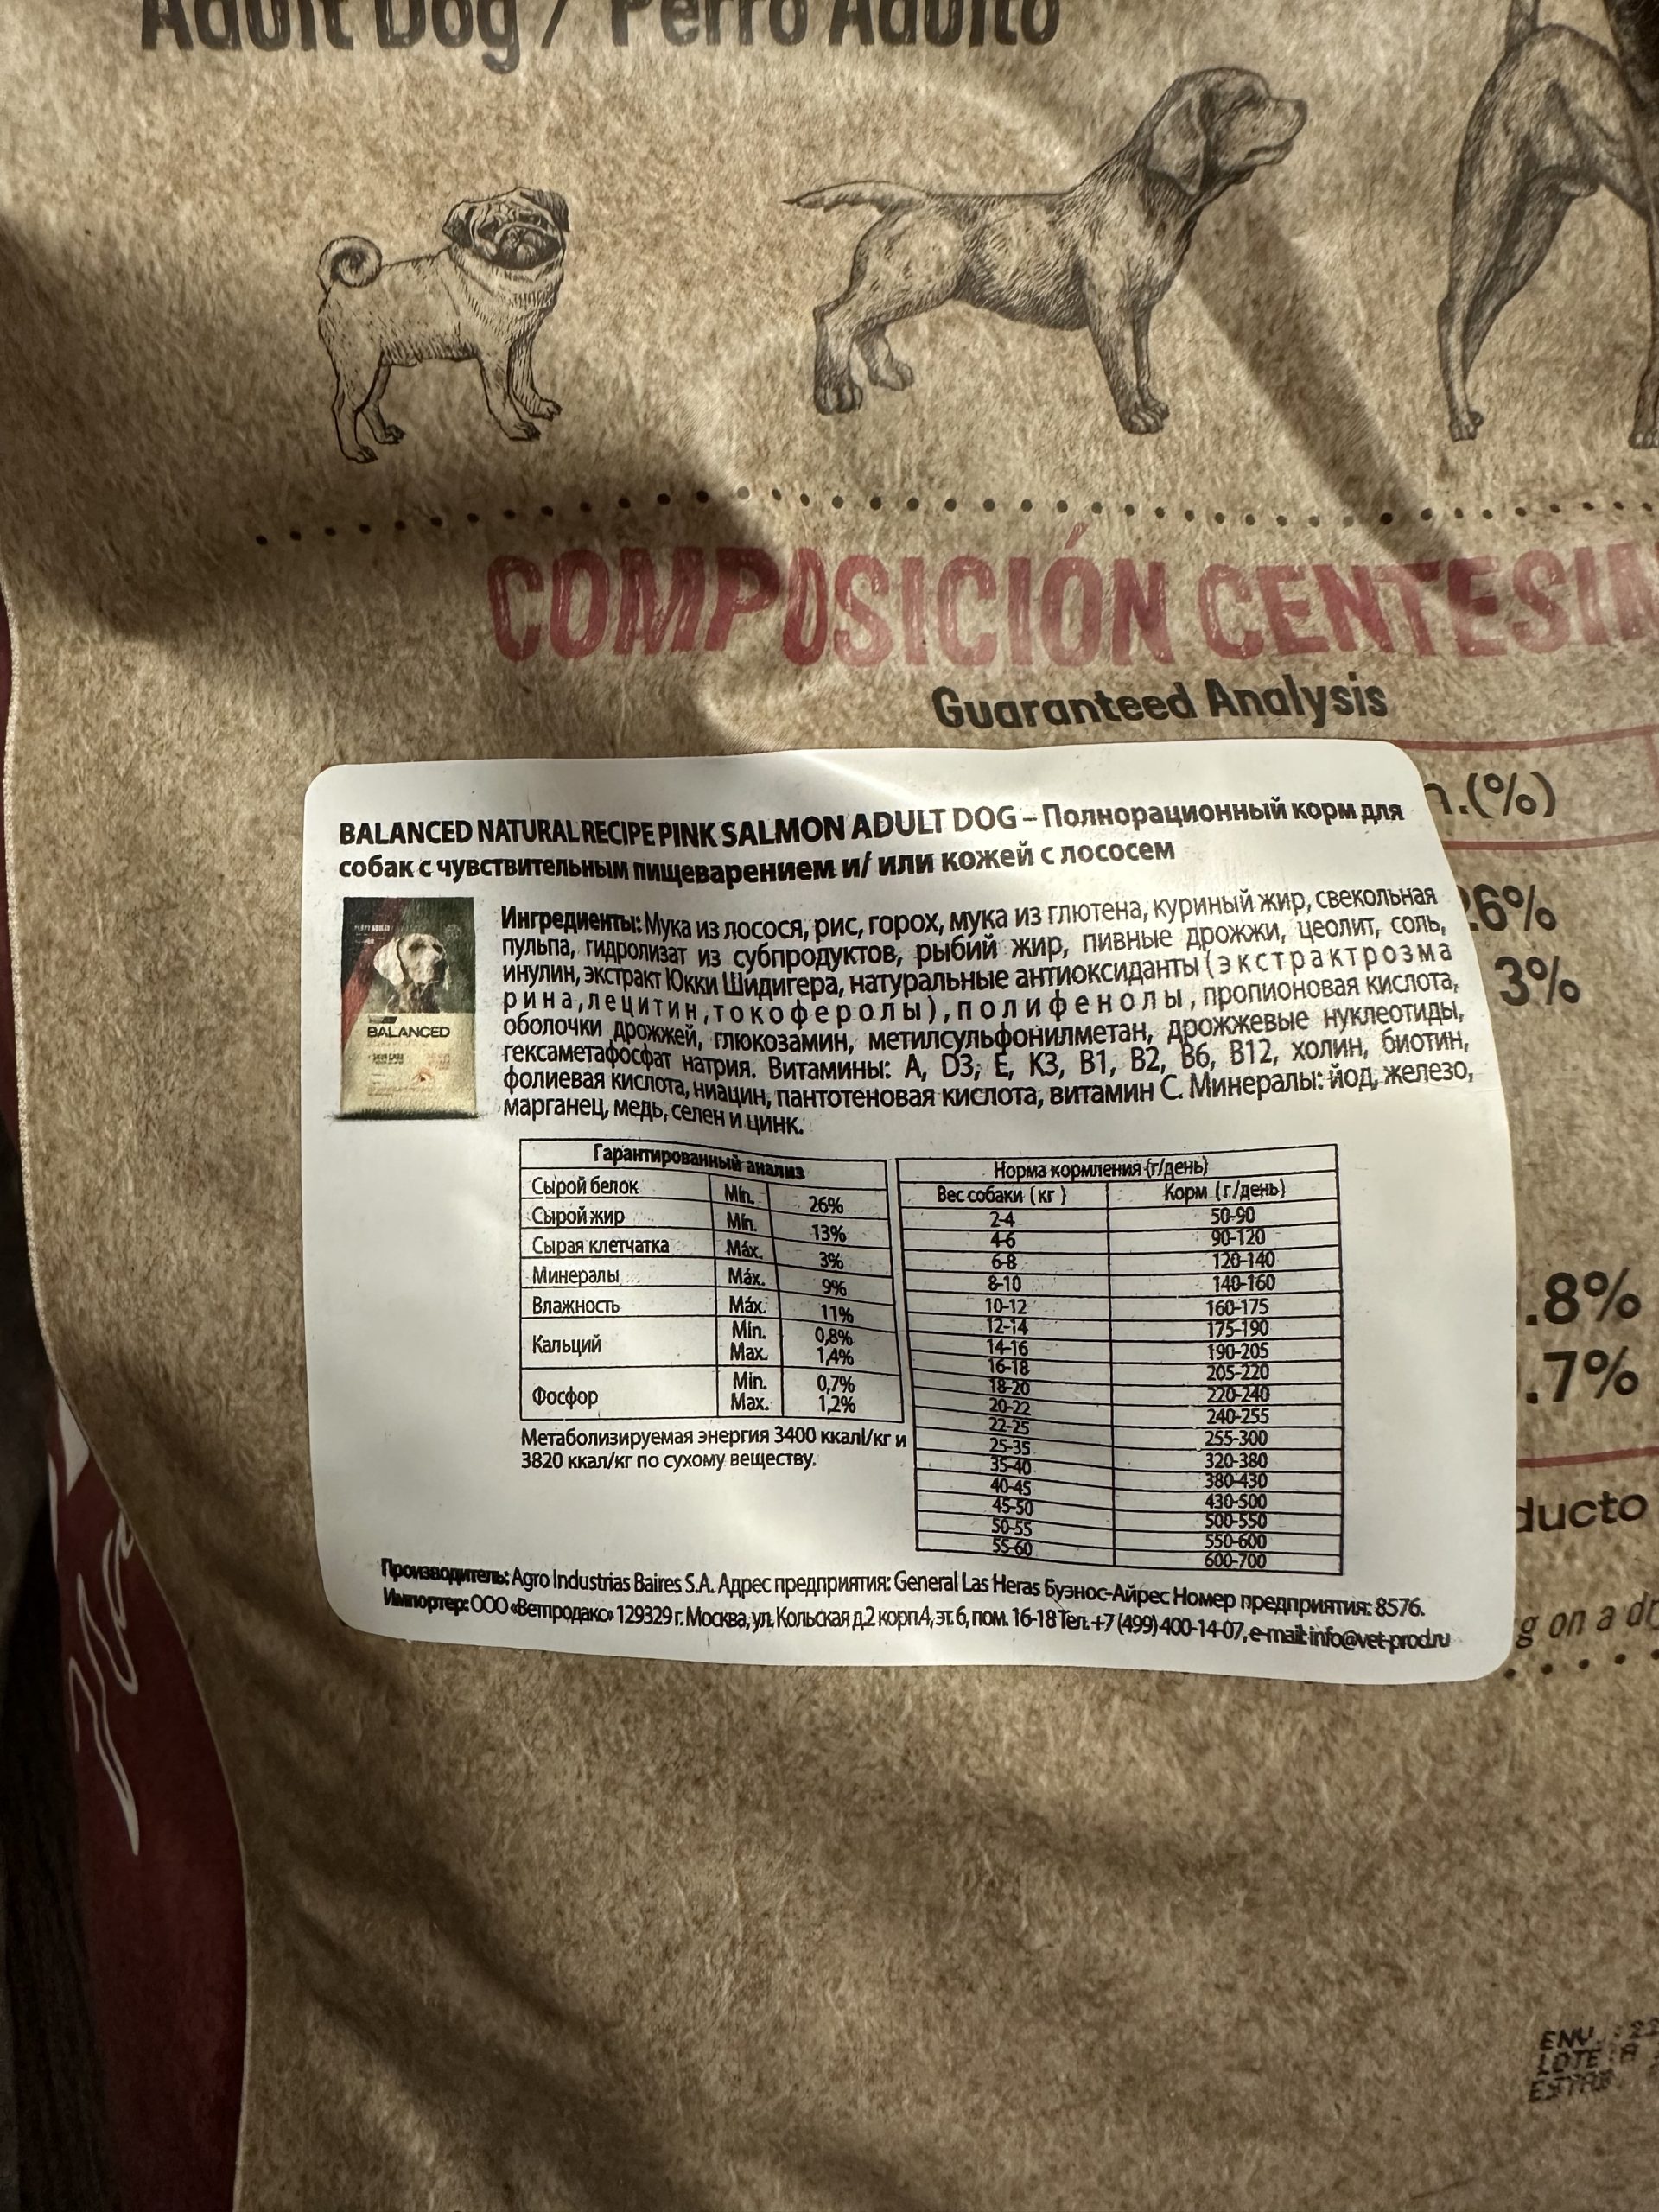 Adult Dog / Perro Adulto
COMPOSICIÓN CENTESIM
Guaranteed Analysis
n.(%)
26%
3%
.8%
.7%
ducto
g on a dr
BALANCED NATURAL RECIPE PINK SALMON ADULT DOG – Полнорационный корм для
собак с чувствительным пищеварением и/ или кожей с лососем
BALANCED
Ингредиенты: Мука из лосося, рис, горох, мука из глютена, куриный жир, свекольная
пульпа, гидролизат из субпродуктов, рыбий жир, пивные дрожжи, цеолит, соль,
инулин, экстракт Юкки Шидигера, натуральные антиоксиданты (экстрактрозма
рина,лецитин,токоферолы),полифенолы, пропионовая кислота,
оболочки дрожжей, глюкозамин, метилсульфонилметан, дрожжевые нуклеотиды,
гексаметафосфат натрия. Витамины: A, D3; E, K3, B1, B2, B6, B12, холин, биотин,
фолиевая кислота, ниацин, пантотеновая кислота, витамин C. Минералы: йод, железо,
марганец, медь, селен и цинк.
Гарантированный анализ
Сырой белок Mín. 26%
Сырой жир Mín. 13%
Сырая клетчатка Máx. 3%
Минералы Máx. 9%
Влажность Máx. 11%
Кальций Min. 0,8%
Max. 1,4%
Фосфор Min. 0,7%
Max. 1,2%
Метаболизируемая энергия 3400 ккал/кг и
3820 ккал/кг по сухому веществу.
Норма кормления (г/день)
Вес собаки ( кг ) Корм (г/день)
2-4 50-90
4-6 90-120
6-8 120-140
8-10 140-160
10-12 160-175
12-14 175-190
14-16 190-205
16-18 205-220
18-20 220-240
20-22 240-255
22-25 255-300
25-35 320-380
35-40 380-430
40-45 430-500
45-50 500-550
50-55 550-600
55-60 600-700
Производитель: Agro Industrias Baires S.A. Адрес предприятия: General Las Heras Буэнос-Айрес Номер предприятия: 8576.
Импортер: ООО «Ветпродакс» 129329 г. Москва, ул. Кольская д.2 корп.4, эт. 6, пом. 16-18 Тел. +7 (499) 400-14-07, e-mail: info@vet-prod.ru
ENV
LOTE